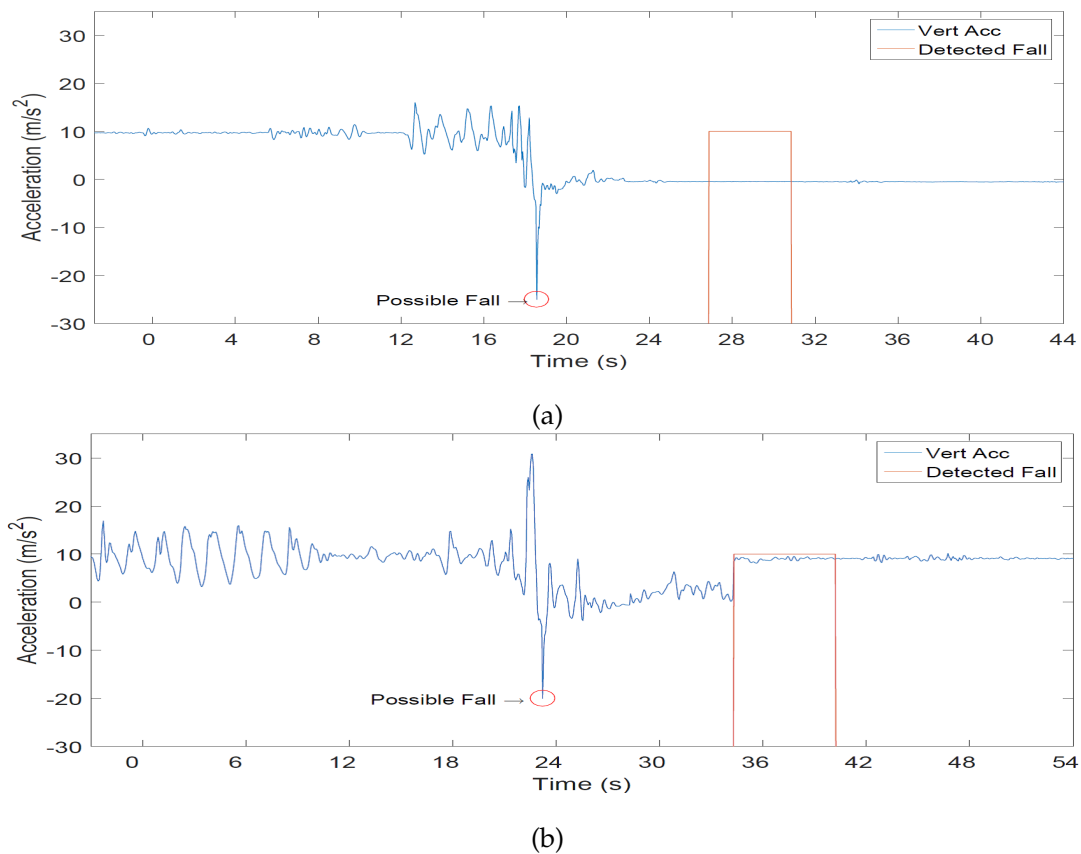 30
20
10
0
-10
-20
-30
Acceleration (m/s²)
Vert Acc
Detected Fall
Possible Fall
0 4 8 12 16 20 24 28 32 36 40 44
Time (s)
(a)
30
20
10
0
-10
-20
-30
Acceleration (m/s²)
Vert Acc
Detected Fall
Possible Fall
0 6 12 18 24 30 36 42 48 54
Time (s)
(b)